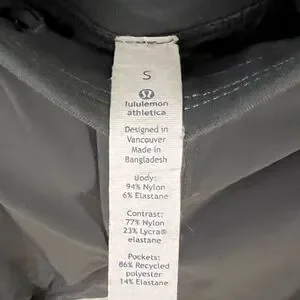 S
lululemon
athletica
Designed in
Vancouver
Made in
Bangladesh
Body:
94% Nylon
6% Elastane
Contrast:
77% Nylon
23% Lycra®
elastane
Pockets:
86% Recycled
polyester
14% Elastane